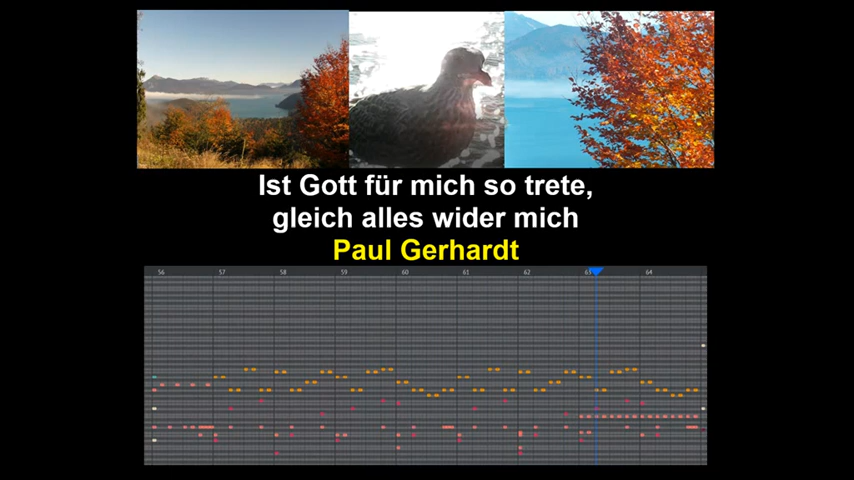 Ist Gott für mich so trete,
gleich alles wider mich
Paul Gerhardt
56 57 58 59 60 61 62 63 64